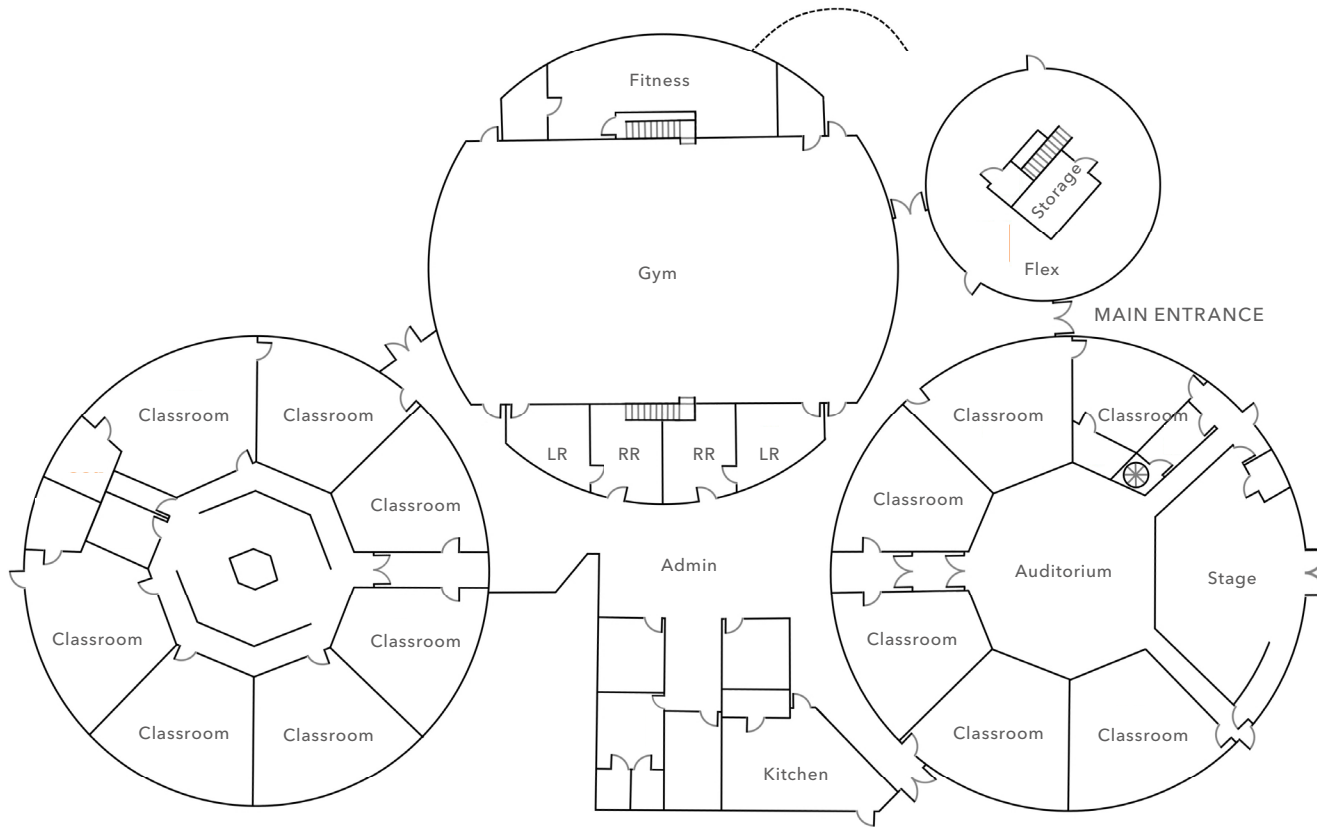 Fitness
Storage
Gym
Flex
MAIN ENTRANCE
Classroom
Classroom
Classroom
Classroom
LR
RR
RR
LR
Classroom
Classroom
Admin
Auditorium
Stage
Classroom
Classroom
Classroom
Classroom
Classroom
Classroom
Classroom
Kitchen